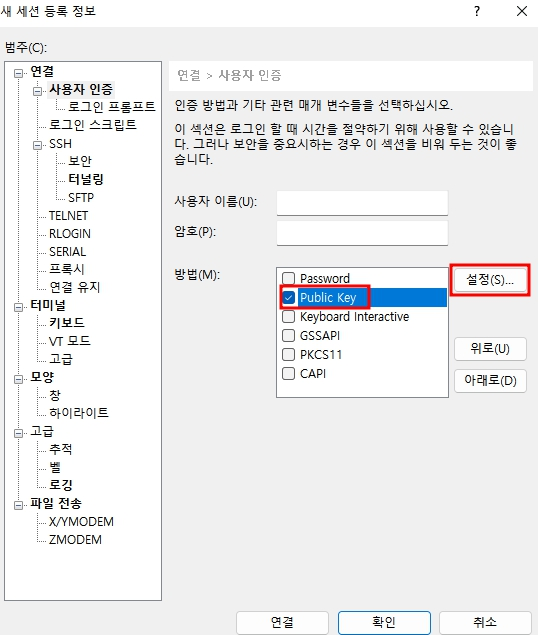 새 세션 등록 정보
?
범주(C):
연결
사용자 인증
로그인 프롬프트
로그인 스크립트
SSH
보안
터널링
SFTP
TELNET
RLOGIN
SERIAL
프록시
연결 유지
터미널
키보드
VT 모드
고급
모양
창
하이라이트
고급
추적
벨
로깅
파일 전송
X/YMODEM
ZMODEM
연결 > 사용자 인증
인증 방법과 기타 관련 매개 변수들을 선택하십시오.
이 섹션은 로그인 할 때 시간을 절약하기 위해 사용할 수 있습니
다. 그러나 보안을 중요시하는 경우 이 섹션을 비워 두는 것이 좋
습니다.
사용자 이름(U):
암호(P):
방법(M):
Password
Public Key
Keyboard Interactive
GSSAPI
PKCS11
CAPI
설정(S)...
위로(U)
아래로(D)
연결
확인
취소